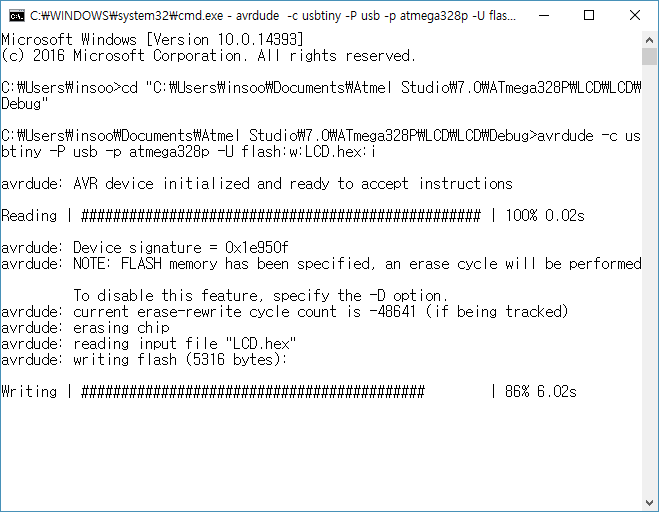 C:₩WINDOWS₩system32₩cmd.exe - avrdude  -c usbtiny -P usb -p atmega328p -U flas...
Microsoft Windows [Version 10.0.14393]
(c) 2016 Microsoft Corporation. All rights reserved.
C:₩Users₩insoo>cd "C:₩Users₩insoo₩Documents₩Atmel Studio₩7.0₩ATmega328P₩LCD₩LCD₩
Debug"
C:₩Users₩insoo₩Documents₩Atmel Studio₩7.0₩ATmega328P₩LCD₩LCD₩Debug>avrdude -c us
btiny -P usb -p atmega328p -U flash:w:LCD.hex:i
avrdude: AVR device initialized and ready to accept instructions
Reading | ################################################## | 100% 0.02s
avrdude: Device signature = 0x1e950f
avrdude: NOTE: FLASH memory has been specified, an erase cycle will be performed
         To disable this feature, specify the -D option.
avrdude: current erase-rewrite cycle count is -48641 (if being tracked)
avrdude: erasing chip
avrdude: reading input file "LCD.hex"
avrdude: writing flash (5316 bytes):
Writing | ###########################################        | 86% 6.02s